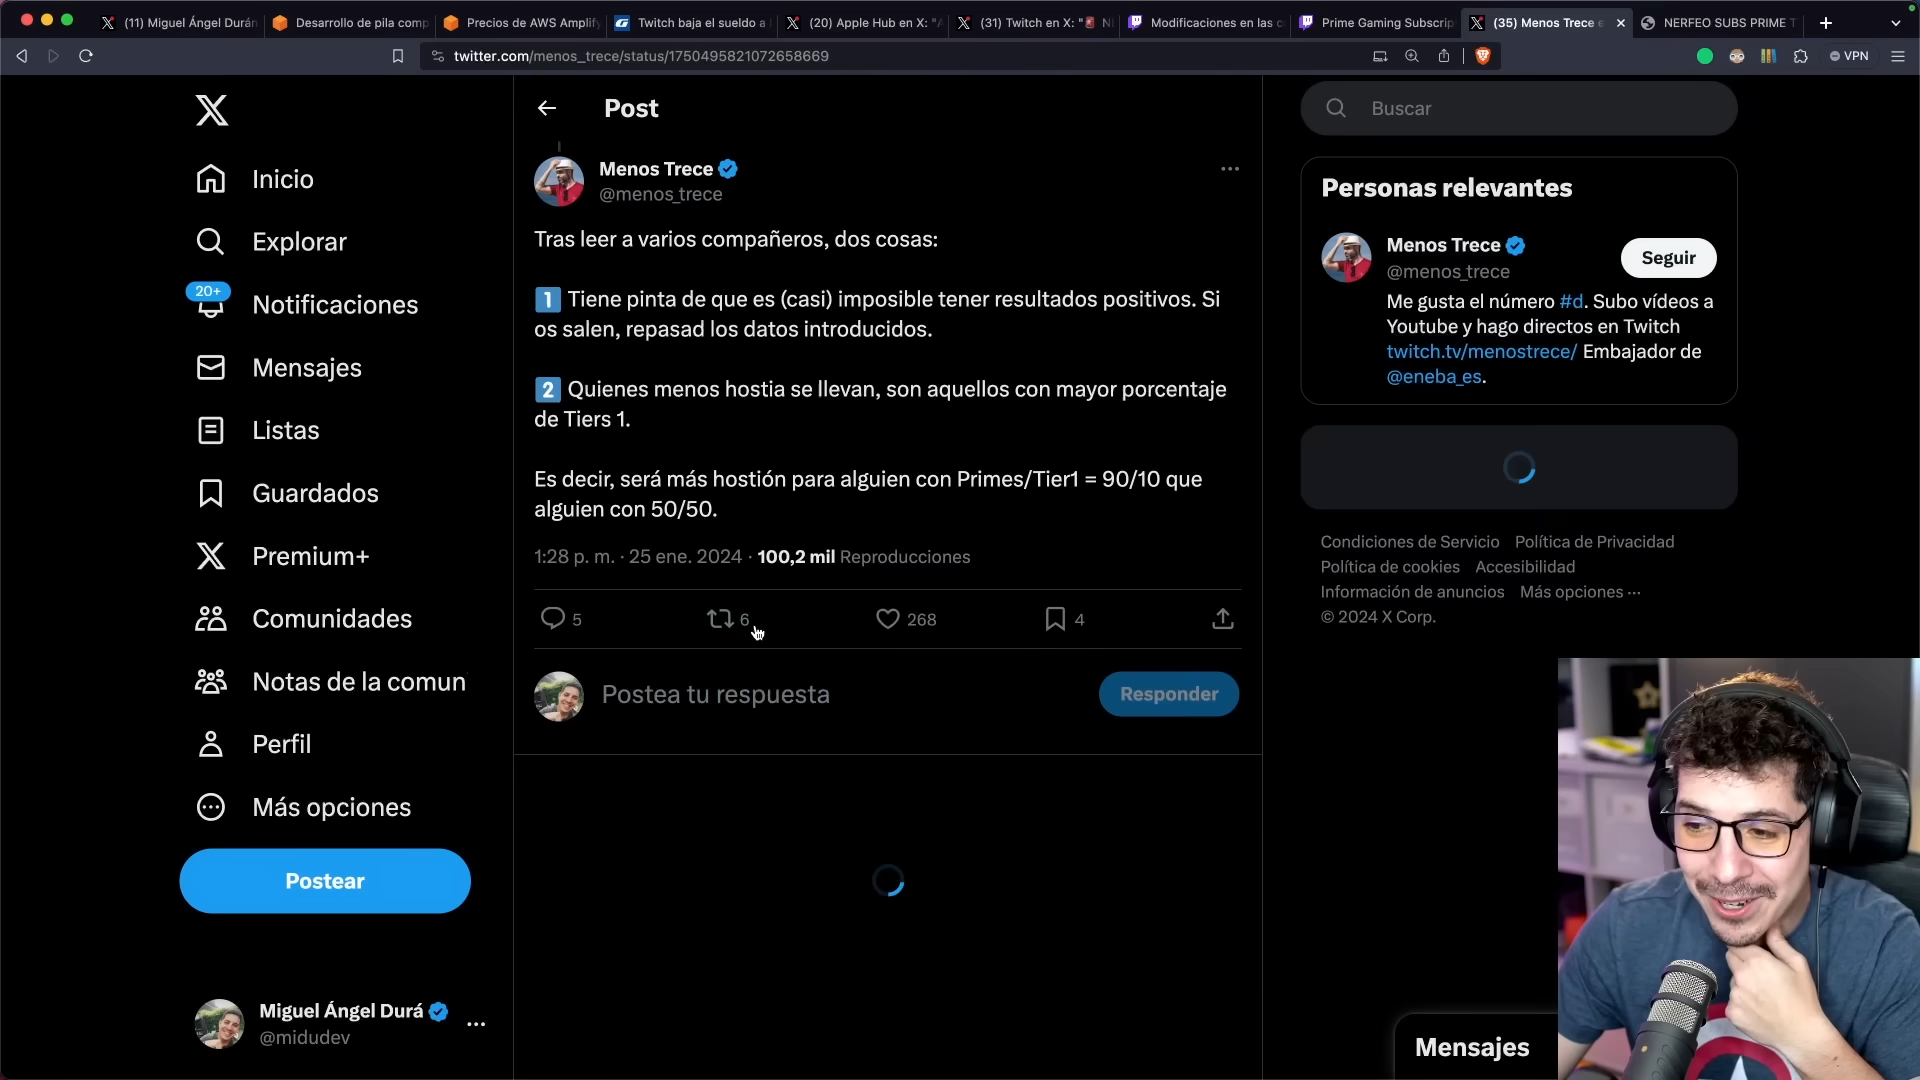 (11) Miguel Ángel Durán
Desarrollo de pila comp
Precios de AWS Amplify
Twitch baja el sueldo a
(20) Apple Hub en X: "
(31) Twitch en X: "
Modificaciones en las c
Prime Gaming Subscrip
(35) Menos Trece e
NERFEO SUBS PRIME T
twitter.com/menos_trece/status/1750495821072658669
VPN
Inicio
Explorar
20+
Notificaciones
Mensajes
Listas
Guardados
Premium+
Comunidades
Notas de la comun
Perfil
Más opciones
Postear
Miguel Ángel Durá
@midudev
Post
Menos Trece
@menos_trece
Tras leer a varios compañeros, dos cosas:
1 Tiene pinta de que es (casi) imposible tener resultados positivos. Si
os salen, repasad los datos introducidos.
2 Quienes menos hostia se llevan, son aquellos con mayor porcentaje
de Tiers 1.
Es decir, será más hostión para alguien con Primes/Tier1 = 90/10 que
alguien con 50/50.
1:28 p. m. · 25 ene. 2024 · 100,2 mil Reproducciones
5
6
268
4
Postea tu respuesta
Responder
Buscar
Personas relevantes
Menos Trece
@menos_trece
Seguir
Me gusta el número #d. Subo vídeos a
Youtube y hago directos en Twitch
twitch.tv/menostrece/ Embajador de
@eneba_es.
Condiciones de Servicio Política de Privacidad
Política de cookies Accesibilidad
Información de anuncios Más opciones ···
© 2024 X Corp.
Mensajes